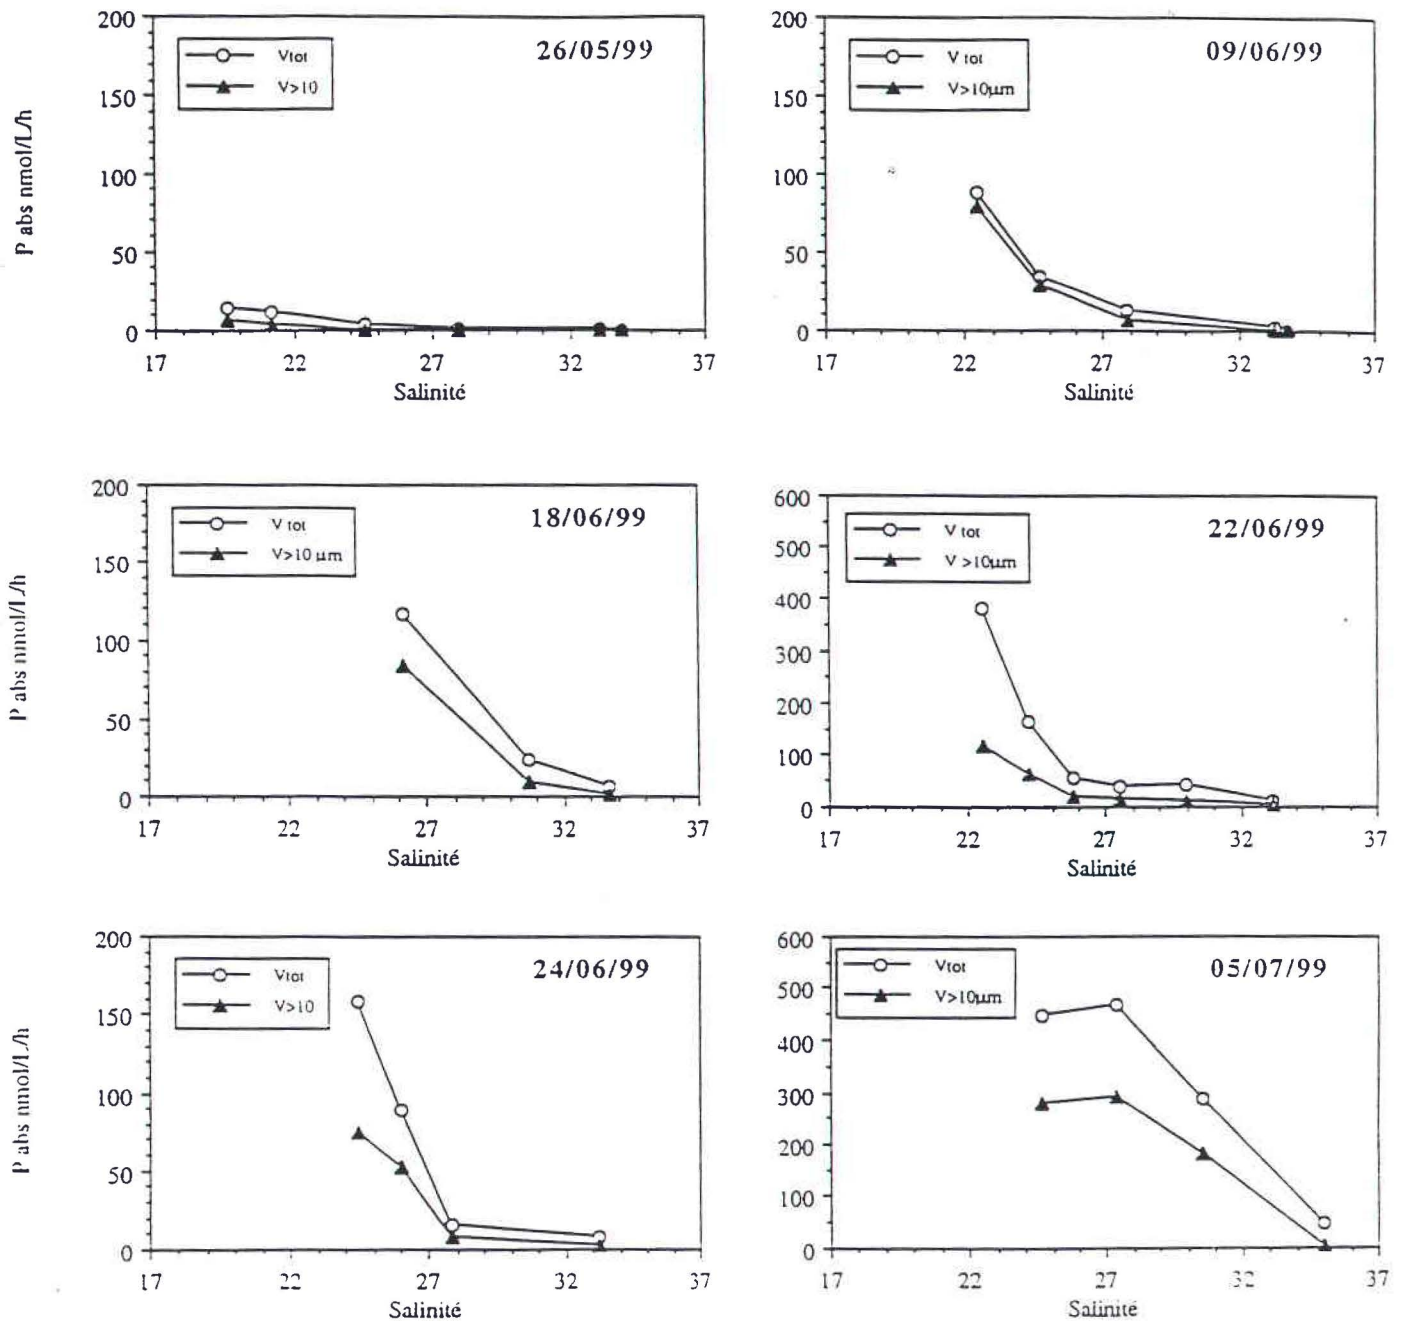 26/05/99
Vtot
V>10
P abs nmol/L/h
200
150
100
50
0
17 22 27 32 37
Salinité
09/06/99
V tot
V>10µm
200
150
100
50
0
17 22 27 32 37
Salinité
18/06/99
V tot
V>10 µm
P abs nmol/L/h
200
150
100
50
0
17 22 27 32 37
Salinité
22/06/99
V tot
V >10µm
600
500
400
300
200
100
0
17 22 27 32 37
Salinité
24/06/99
Vtot
V>10
P abs nmol/L/h
200
150
100
50
0
17 22 27 32 37
Salinité
05/07/99
Vtot
V>10µm
600
500
400
300
200
100
0
17 22 27 32 37
Salinité